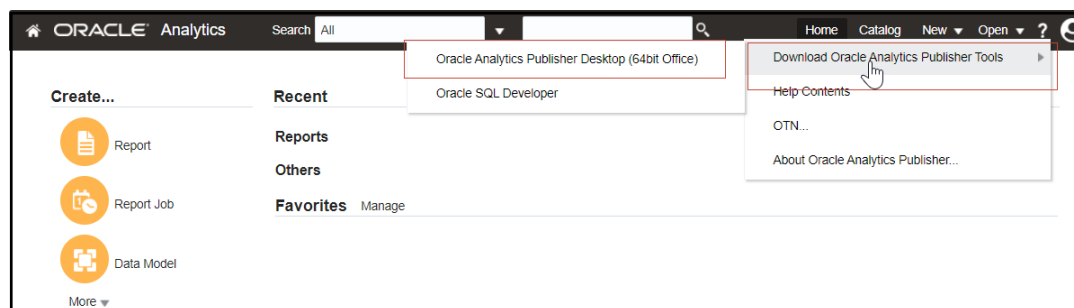 ORACLE Analytics Search All Home Catalog New Open ?
Oracle Analytics Publisher Desktop (64bit Office)
Oracle SQL Developer
Download Oracle Analytics Publisher Tools
Help Contents
OTN...
About Oracle Analytics Publisher...
Create...
Report
Report Job
Data Model
More
Recent
Reports
Others
Favorites Manage